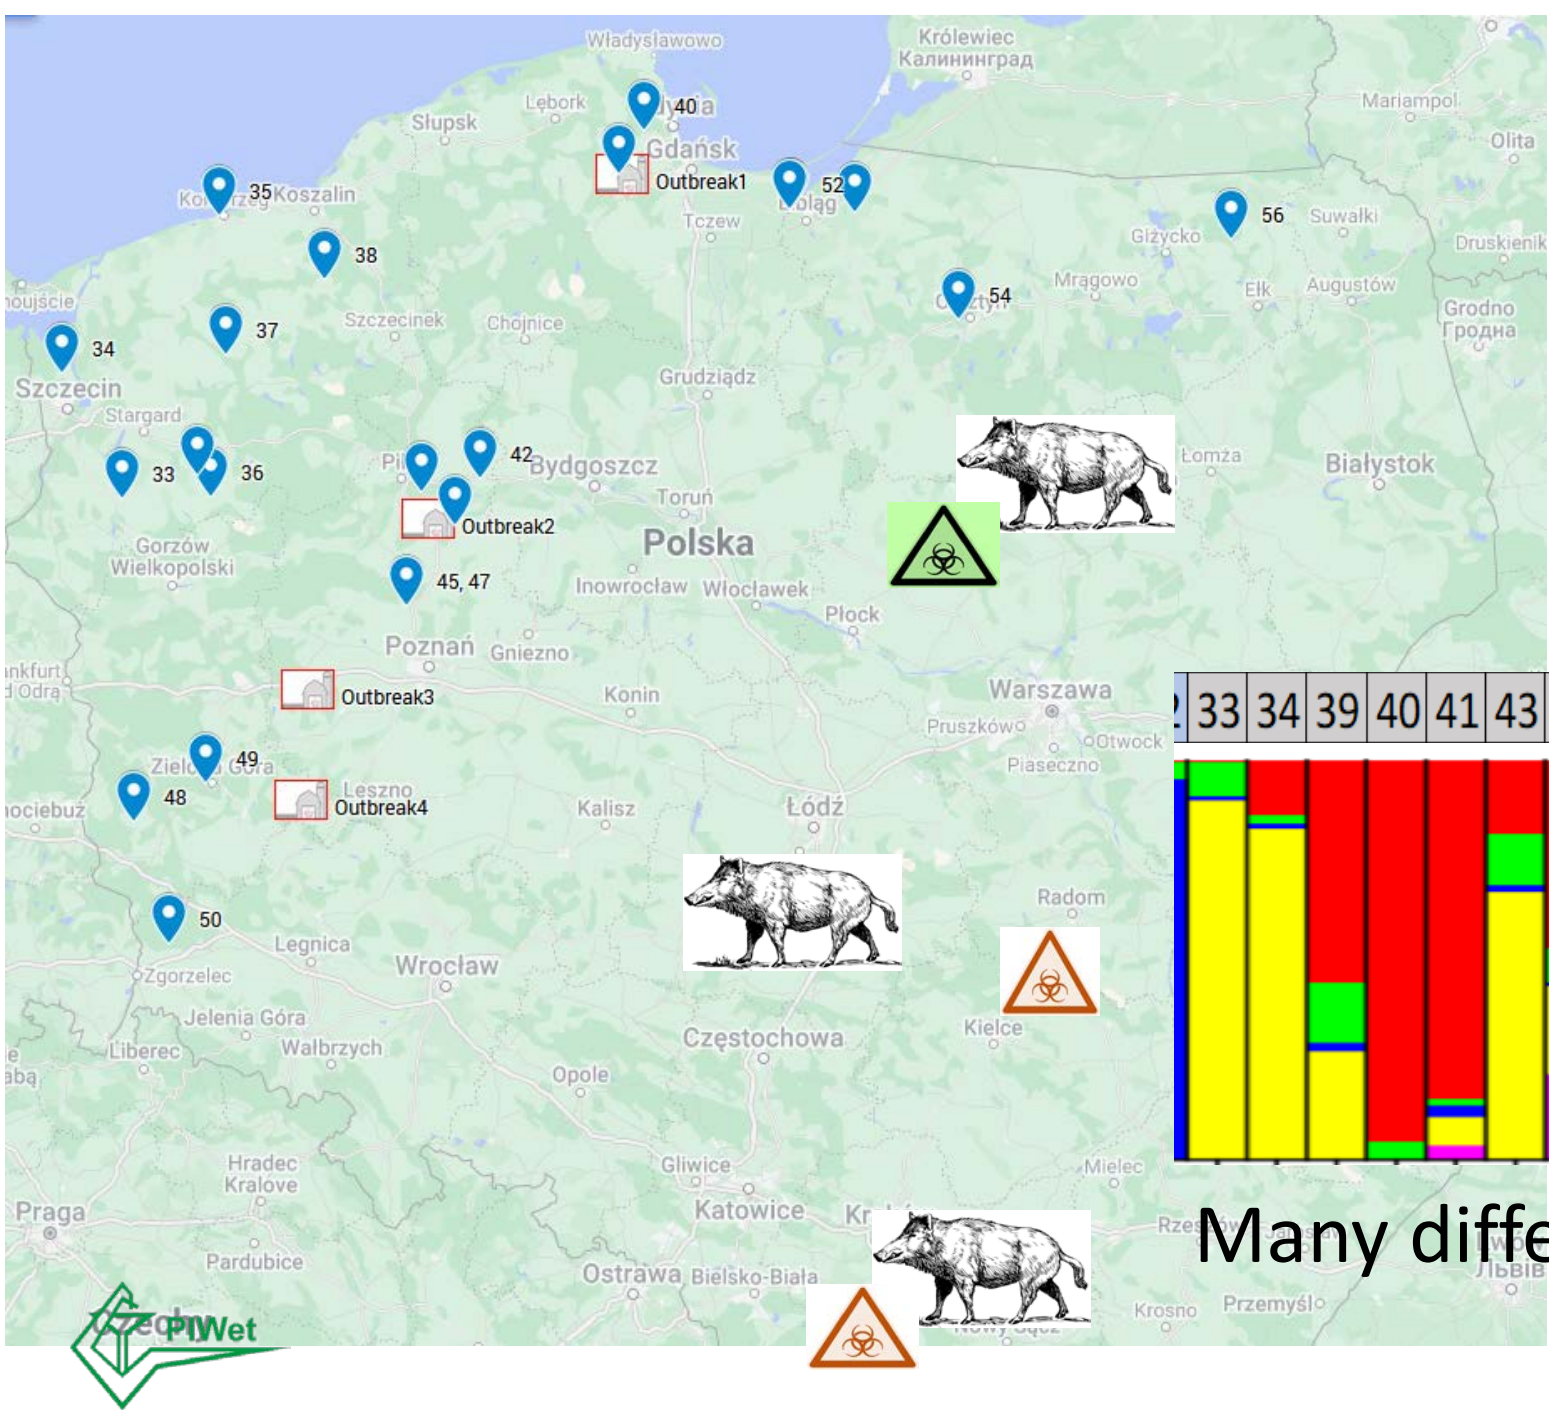 Władysławowo
Królewiec
Калининград
Lębork
40
Mariampol
Słupsk
Gdańsk
Olita
Outbreak1
52
35
Koszalin
Tczew
56
Suwałki
Giżycko
Druskienik
38
Mrągowo
54
Ełk
Augustów
Szczecinek
Chojnice
37
Grodno
Гродна
34
Szczecin
Grudziądz
Stargard
33
36
42
Bydgoszcz
Łomża
Białystok
Toruń
Outbreak2
Polska
Gorzów
Wielkopolski
45, 47
Inowrocław
Włocławek
Płock
Poznań
Gniezno
Outbreak3
Konin
Warszawa
33 34 39 40 41 43
Pruszków
Otwock
Piaseczno
49
48
Leszno
Outbreak4
Kalisz
Łódź
50
Radom
Legnica
Wrocław
Zgorzelec
Jelenia Góra
Kielce
Liberec
Wałbrzych
Częstochowa
Opole
Hradec
Kralove
Gliwice
Mielec
Praga
Katowice
Many diffe
Pardubice
Ostrawa
Bielsko-Biała
Львів
Krosno
Przemyśl
Czechy
PIWet